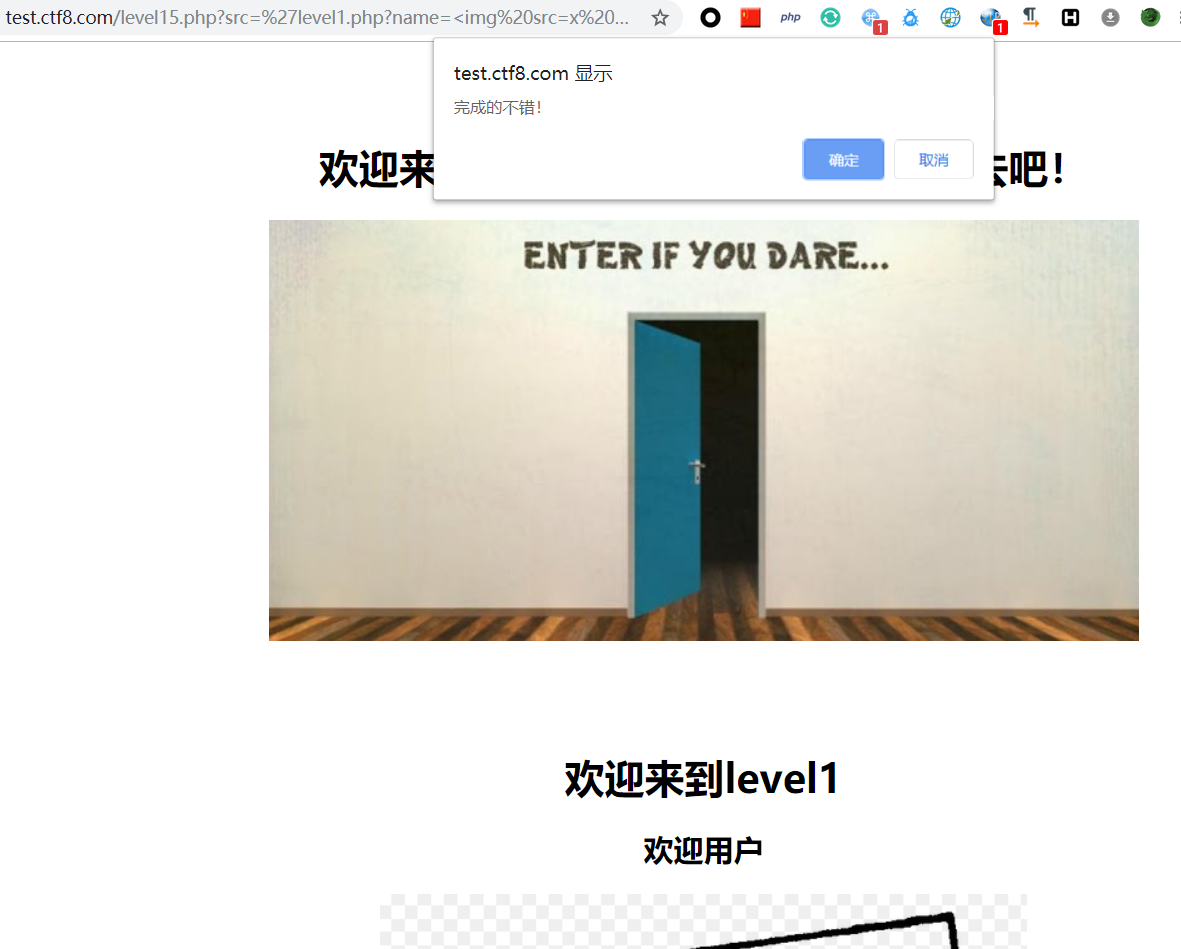 test.ctf8.com/level15.php?src=%27level1.php?name=<img%20src=x%20...
php
1
1
H
test.ctf8.com 显示
完成的不错！
确定
取消
欢迎来
去吧！
ENTER IF YOU DARE...
欢迎来到level1
欢迎用户